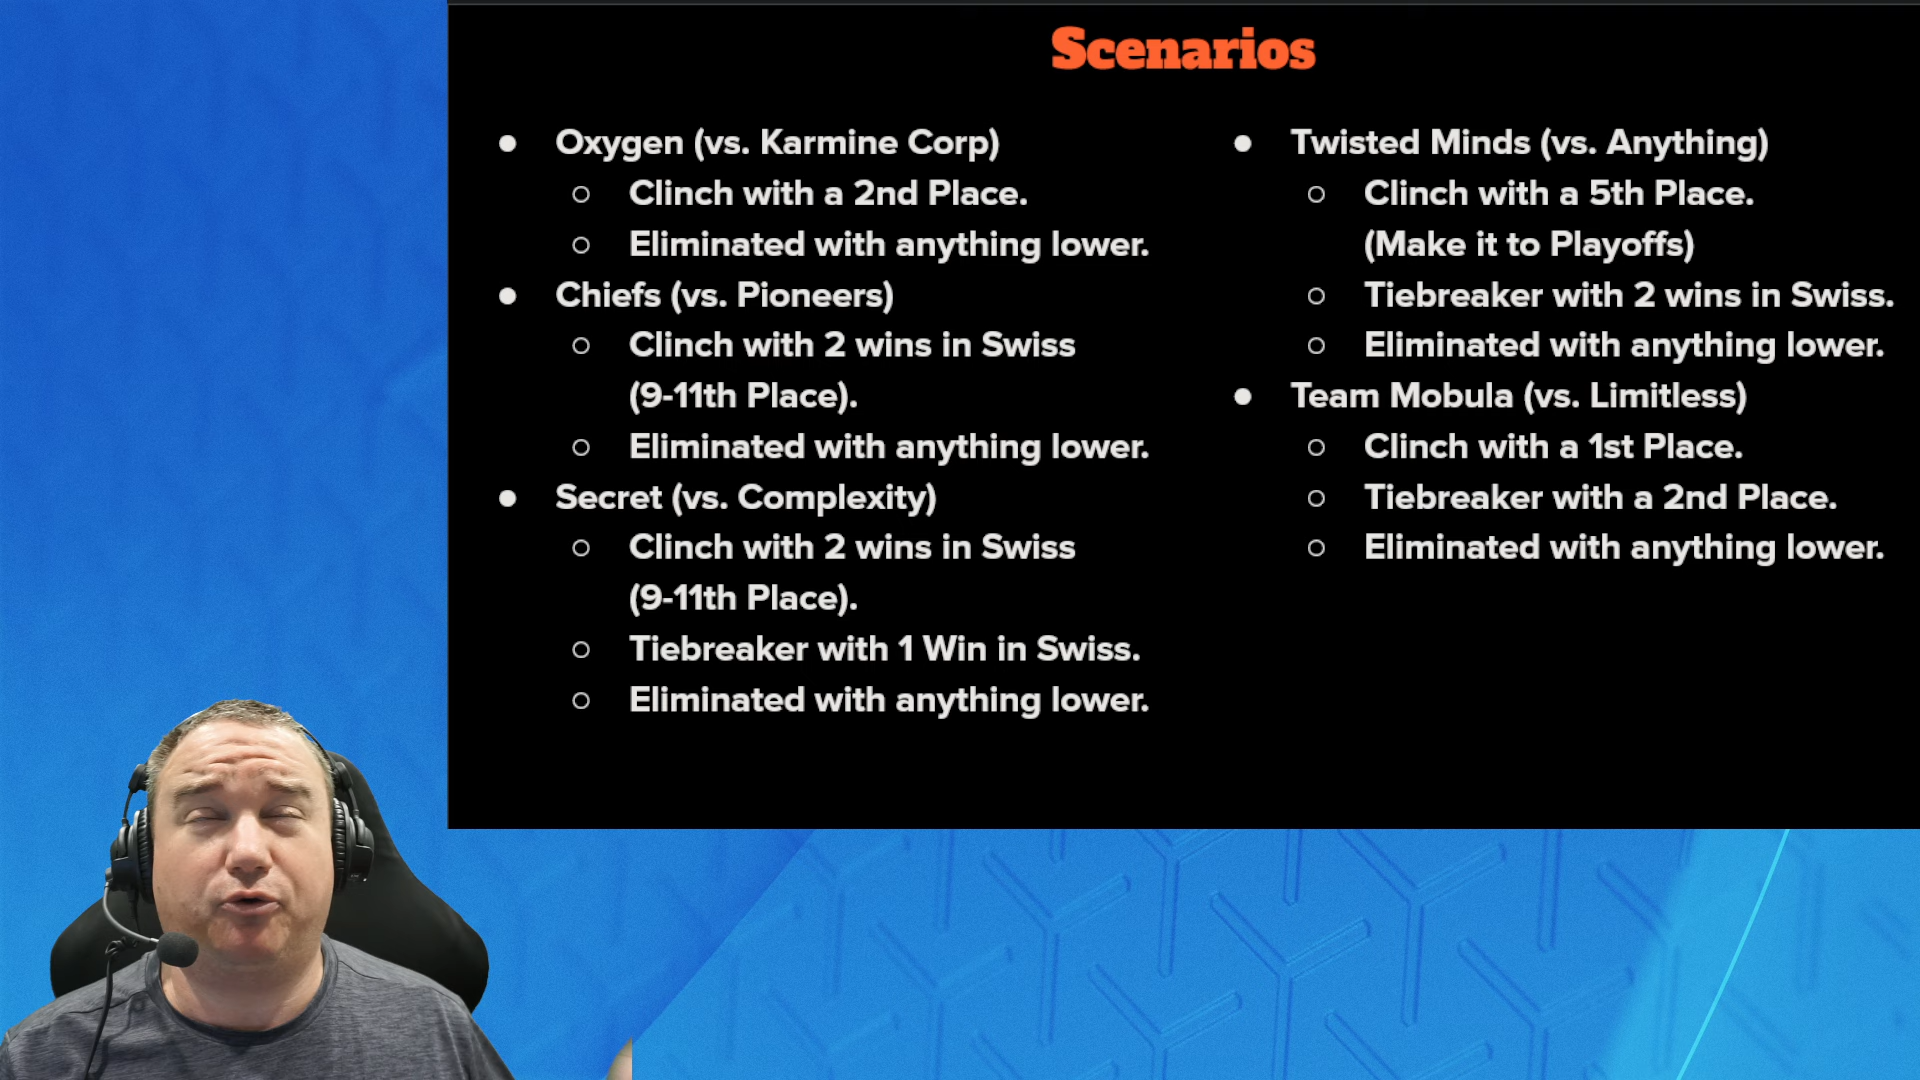 Scenarios
Oxygen (vs. Karmine Corp)
Clinch with a 2nd Place.
Eliminated with anything lower.
Chiefs (vs. Pioneers)
Clinch with 2 wins in Swiss
(9-11th Place).
Eliminated with anything lower.
Secret (vs. Complexity)
Clinch with 2 wins in Swiss
(9-11th Place).
Tiebreaker with 1 Win in Swiss.
Eliminated with anything lower.
Twisted Minds (vs. Anything)
Clinch with a 5th Place.
(Make it to Playoffs)
Tiebreaker with 2 wins in Swiss.
Eliminated with anything lower.
Team Mobula (vs. Limitless)
Clinch with a 1st Place.
Tiebreaker with a 2nd Place.
Eliminated with anything lower.